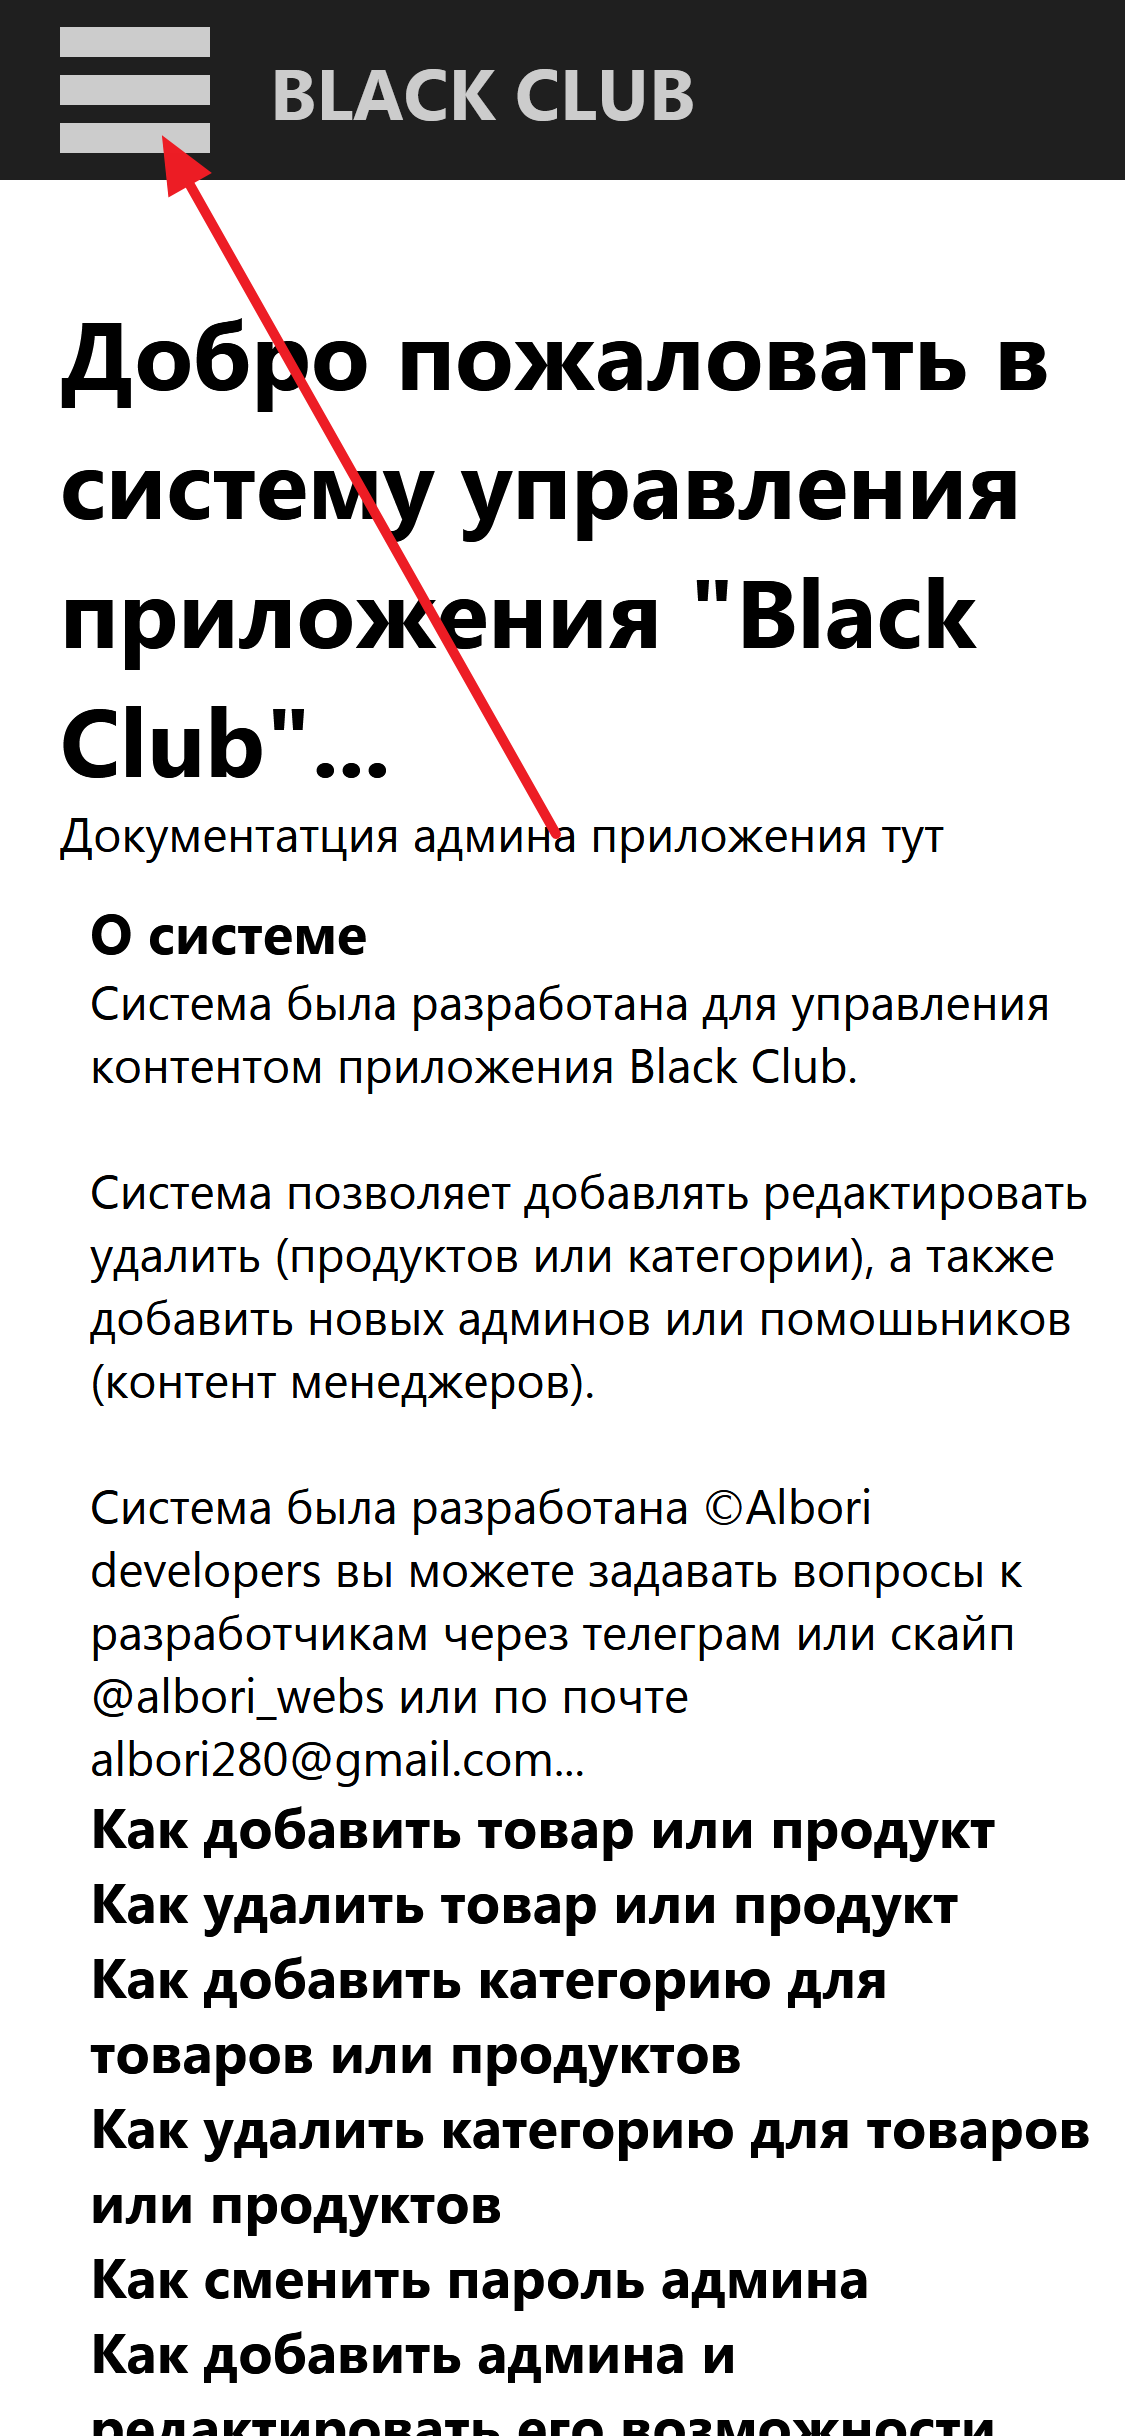 BLACK CLUB
Добро пожаловать в
систему управления
приложения "Black
Club"...
Документатция админа приложения тут
О системе
Система была разработана для управления
контентом приложения Black Club.
Система позволяет добавлять редактировать
удалить (продуктов или категории), а также
добавить новых админов или помошьников
(контент менеджеров).
Система была разработана ©Albori
developers вы можете задавать вопросы к
разработчикам через телеграм или скайп
@albori_webs или по почте
albori280@gmail.com...
Как добавить товар или продукт
Как удалить товар или продукт
Как добавить категорию для
товаров или продуктов
Как удалить категорию для товаров
или продуктов
Как сменить пароль админа
Как добавить админа и
редактировать его возможности